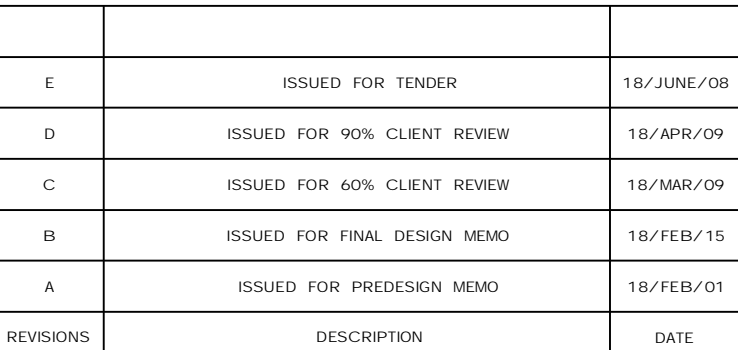 E ISSUED FOR TENDER 18/JUNE/08
D ISSUED FOR 90% CLIENT REVIEW 18/APR/09
C ISSUED FOR 60% CLIENT REVIEW 18/MAR/09
B ISSUED FOR FINAL DESIGN MEMO 18/FEB/15
A ISSUED FOR PREDESIGN MEMO 18/FEB/01
REVISIONS DESCRIPTION DATE